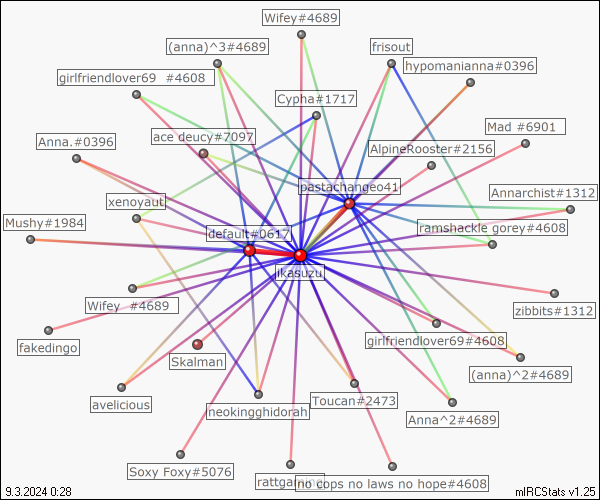 Wifey#4689
(anna)^3#4689
frisout
hypomanianna#0396
girlfriendlover69 #4608
Cypha#1717
Mad #6901
ace deucy#7097
Anna.#0396
AlpineRooster#2156
pastachange041
Annarchist#1312
xenoyaut
Mushy#1984
default#0617
ramshackle gorey#4608
ikasuzu
Wifey #4689
zibbits#1312
fakedingo
girlfriendlover69#4608
Skalman
(anna)^2#4689
avelicious
neokingghidorah
Toucan#2473
Anna^2#4689
Soxy Foxy#5076
no cops no laws no hope#4608
9.3.2024 0:28
mIRCStats v1.25